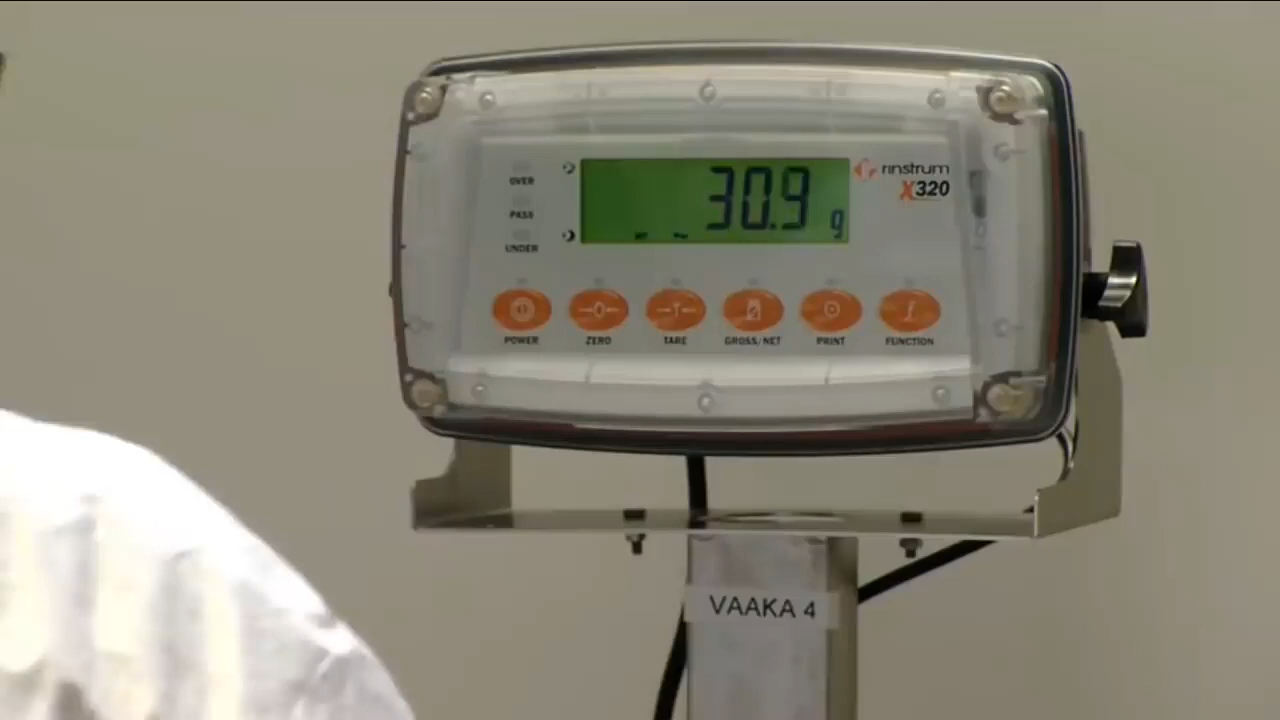 OVER
PASS
UNDER
30.9 g
rinstrum
X320
POWER
ZERO
TARE
GROSS/NET
PRINT
FUNCTION
VAAKA 4